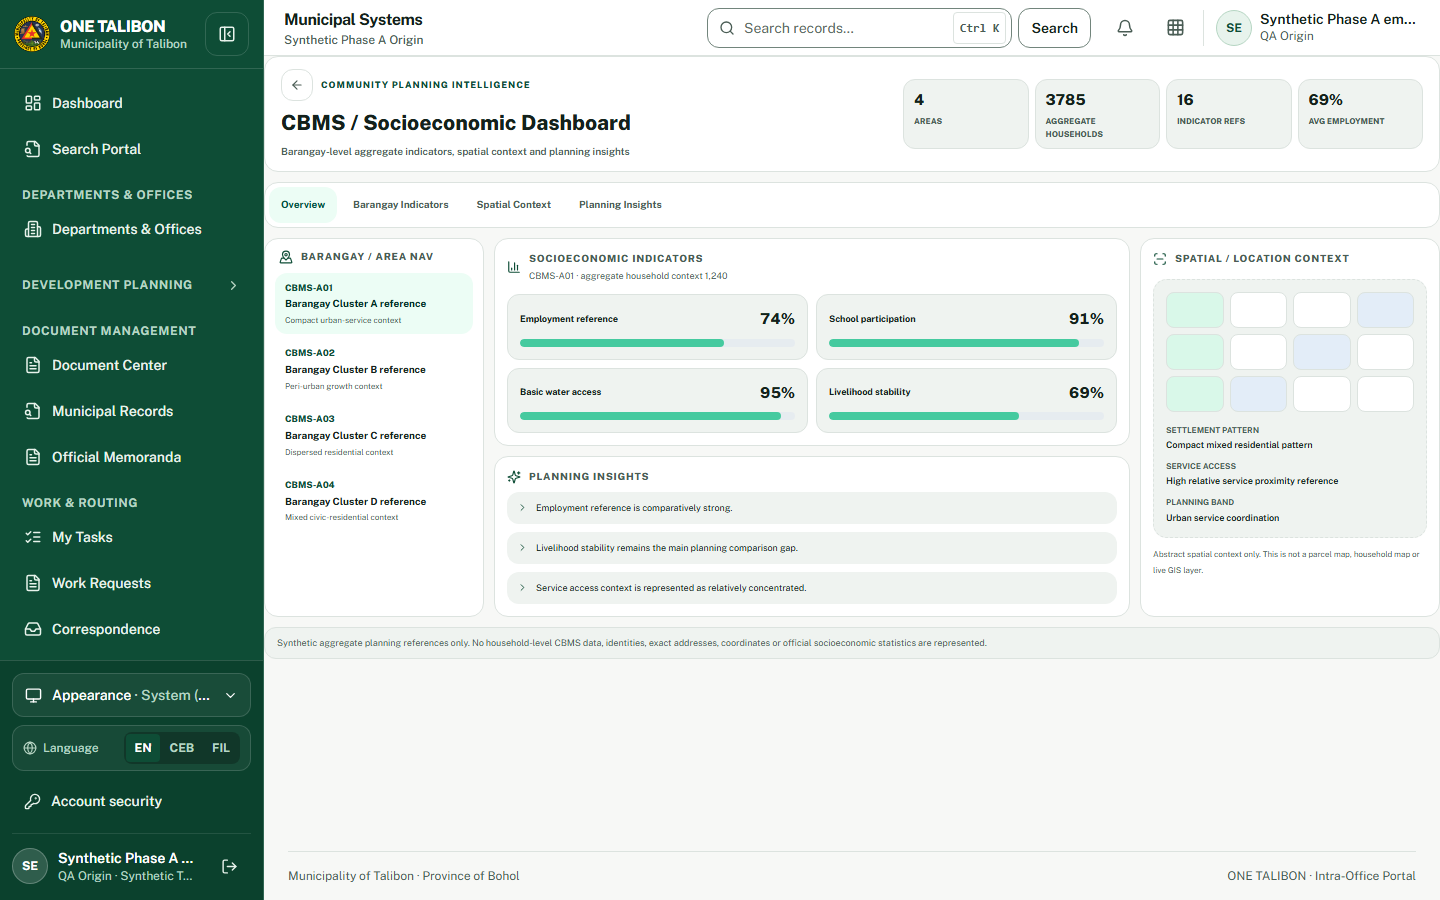 ONE TALIBON
Municipality of Talibon
Dashboard
Search Portal
DEPARTMENTS & OFFICES
Departments & Offices
DEVELOPMENT PLANNING
DOCUMENT MANAGEMENT
Document Center
Municipal Records
Official Memoranda
WORK & ROUTING
My Tasks
Work Requests
Correspondence
Appearance · System (...
Language
EN CEB FIL
Account security
SE
Synthetic Phase A ...
QA Origin · Synthetic T...
Municipal Systems
Synthetic Phase A Origin
Search records...
Ctrl K
Search
SE
Synthetic Phase A em...
QA Origin
COMMUNITY PLANNING INTELLIGENCE
CBMS / Socioeconomic Dashboard
Barangay-level aggregate indicators, spatial context and planning insights
4
AREAS
3785
AGGREGATE
HOUSEHOLDS
16
INDICATOR REFS
69%
AVG EMPLOYMENT
Overview
Barangay Indicators
Spatial Context
Planning Insights
BARANGAY / AREA NAV
CBMS-A01
Barangay Cluster A reference
Compact urban-service context
CBMS-A02
Barangay Cluster B reference
Peri-urban growth context
CBMS-A03
Barangay Cluster C reference
Dispersed residential context
CBMS-A04
Barangay Cluster D reference
Mixed civic-residential context
SOCIOECONOMIC INDICATORS
CBMS-A01 · aggregate household context 1,240
Employment reference 74%
School participation 91%
Basic water access 95%
Livelihood stability 69%
PLANNING INSIGHTS
Employment reference is comparatively strong.
Livelihood stability remains the main planning comparison gap.
Service access context is represented as relatively concentrated.
SPATIAL / LOCATION CONTEXT
SETTLEMENT PATTERN
Compact mixed residential pattern
SERVICE ACCESS
High relative service proximity reference
PLANNING BAND
Urban service coordination
Abstract spatial context only. This is not a parcel map, household map or
live GIS layer.
Synthetic aggregate planning references only. No household-level CBMS data, identities, exact addresses, coordinates or official socioeconomic statistics are represented.
Municipality of Talibon · Province of Bohol
ONE TALIBON · Intra-Office Portal